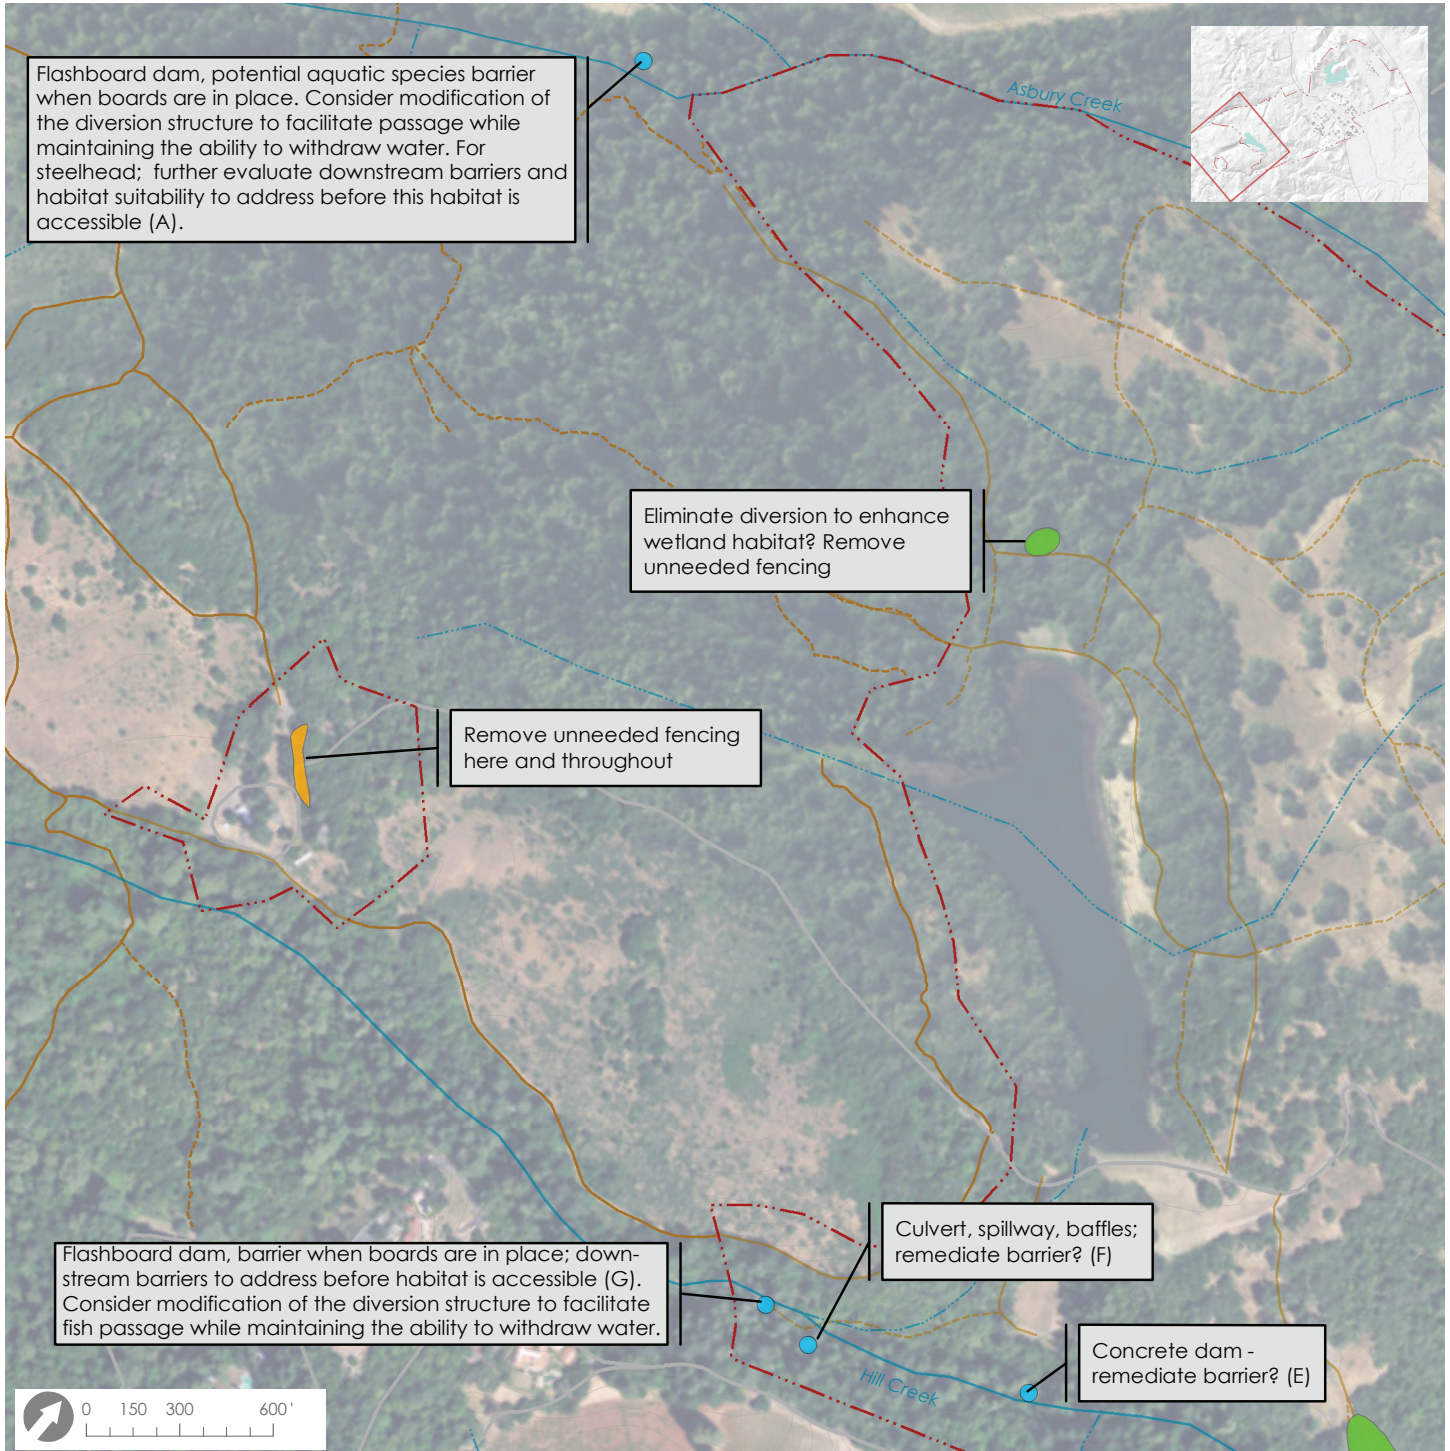 Flashboard dam, potential aquatic species barrier
when boards are in place. Consider modification of
the diversion structure to facilitate passage while
maintaining the ability to withdraw water. For
steelhead;  further evaluate downstream barriers and
habitat suitability to address before this habitat is
accessible (A).
Asbury Creek
Eliminate diversion to enhance
wetland habitat? Remove
unneeded fencing
Remove unneeded fencing
here and throughout
Culvert, spillway, baffles;
remediate barrier? (F)
Flashboard dam, barrier when boards are in place; down-
stream barriers to address before habitat is accessible (G).
Consider modification of the diversion structure to facilitate
fish passage while maintaining the ability to withdraw water.
Concrete dam -
remediate barrier? (E)
Hill Creek
0 150 300 600 '